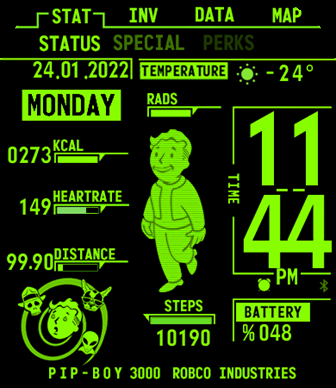 STAT INV DATA MAP
STATUS SPECIAL PERKS
24.01.2022 TEMPERATURE -24°
MONDAY
RADS
0273 KCAL
149 HEARTRATE
99.90 DISTANCE
TIME
11
44
PM
STEPS
10190
BATTERY
%048
PIP-BOY 3000 ROBCO INDUSTRIES